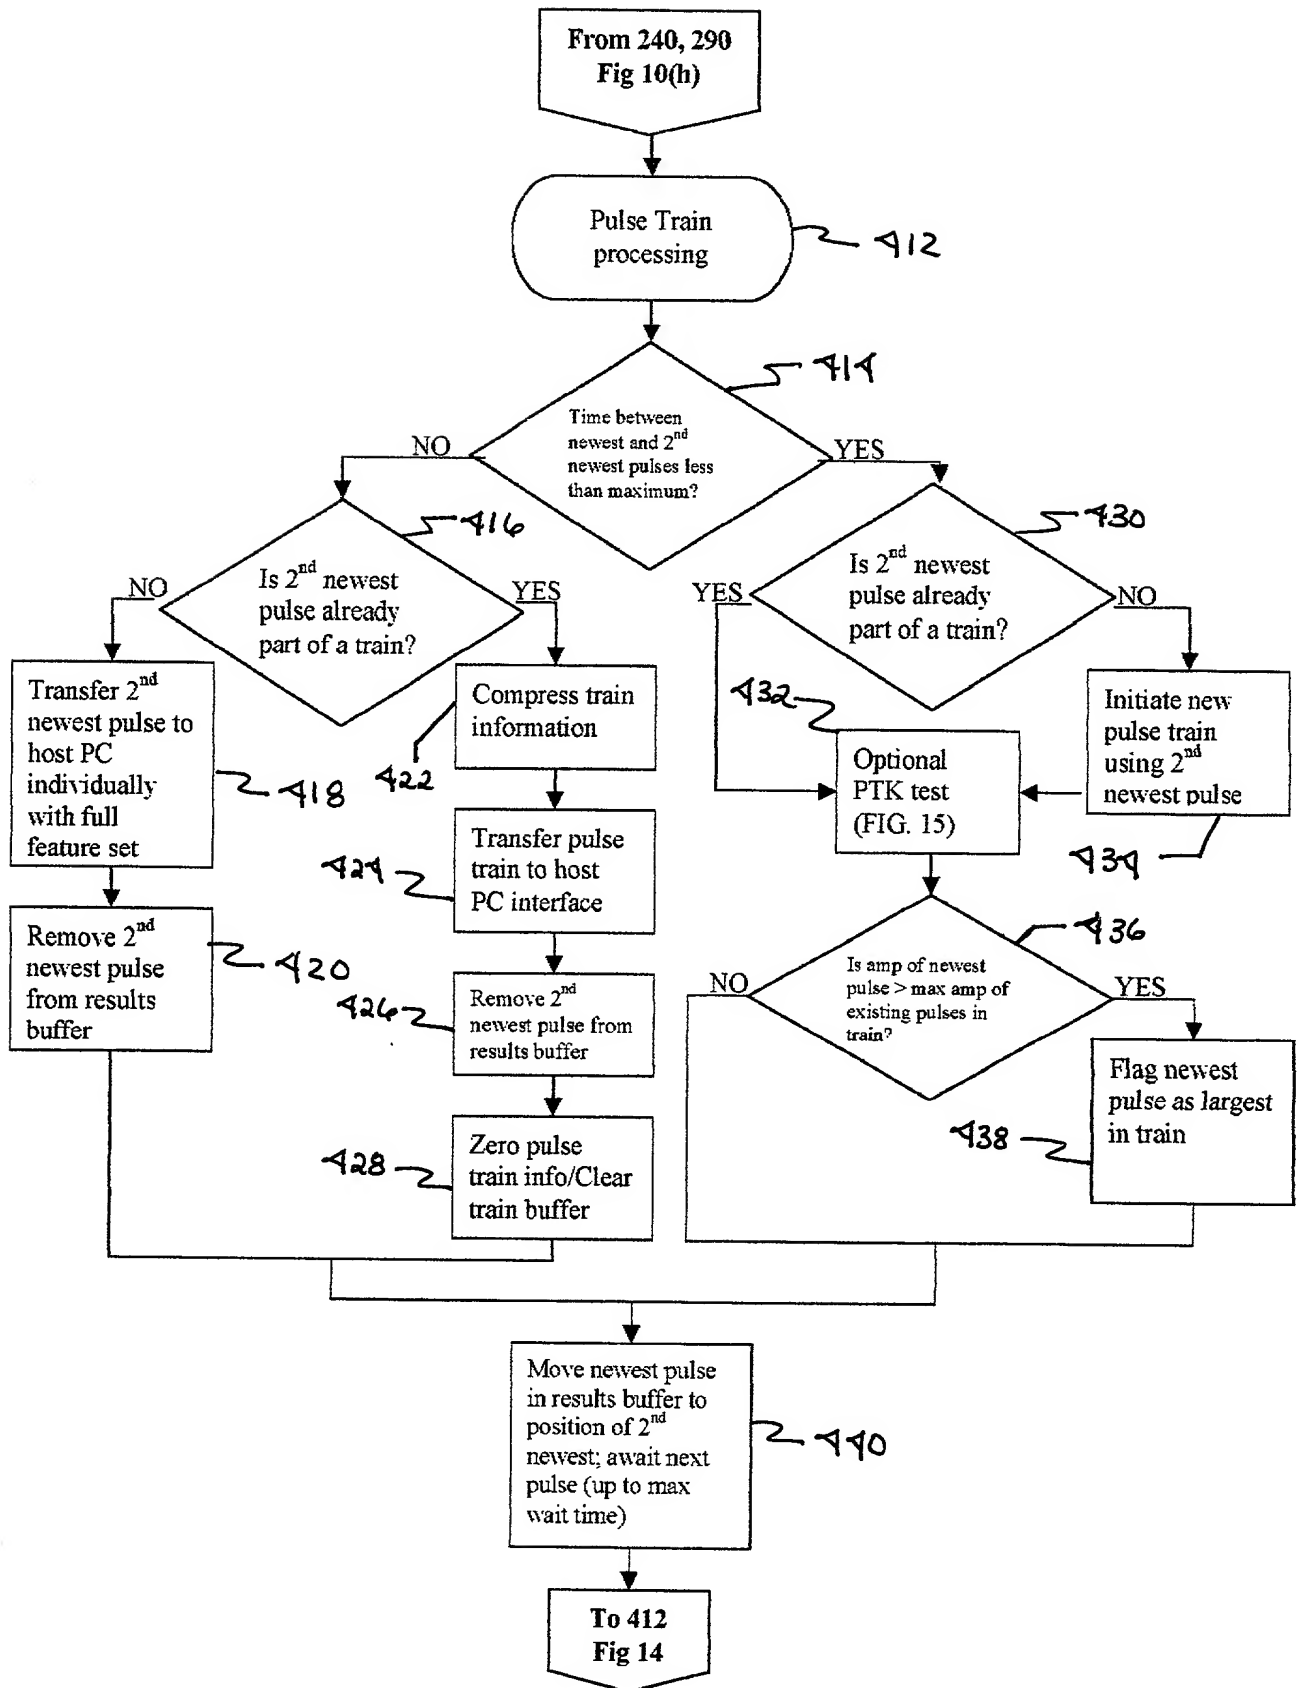 From 240, 290
Fig 10(h)
Pulse Train
processing
412
414
Time between
newest and 2nd
newest pulses less
than maximum?
NO
YES
416
Is 2nd newest
pulse already
part of a train?
NO
YES
430
Is 2nd newest
pulse already
part of a train?
YES
NO
Transfer 2nd
newest pulse to
host PC
individually
with full
feature set
418
Compress train
information
422
432
Optional
PTK test
(FIG. 15)
Initiate new
pulse train
using 2nd
newest pulse
434
Transfer pulse
train to host
PC interface
424
Remove 2nd
newest pulse
from results
buffer
420
Remove 2nd
newest pulse from
results buffer
426
436
Is amp of newest
pulse > max amp of
existing pulses in
train?
NO
YES
Flag newest
pulse as largest
in train
438
Zero pulse
train info/Clear
train buffer
428
Move newest pulse
in results buffer to
position of 2nd
newest; await next
pulse (up to max
wait time)
440
To 412
Fig 14